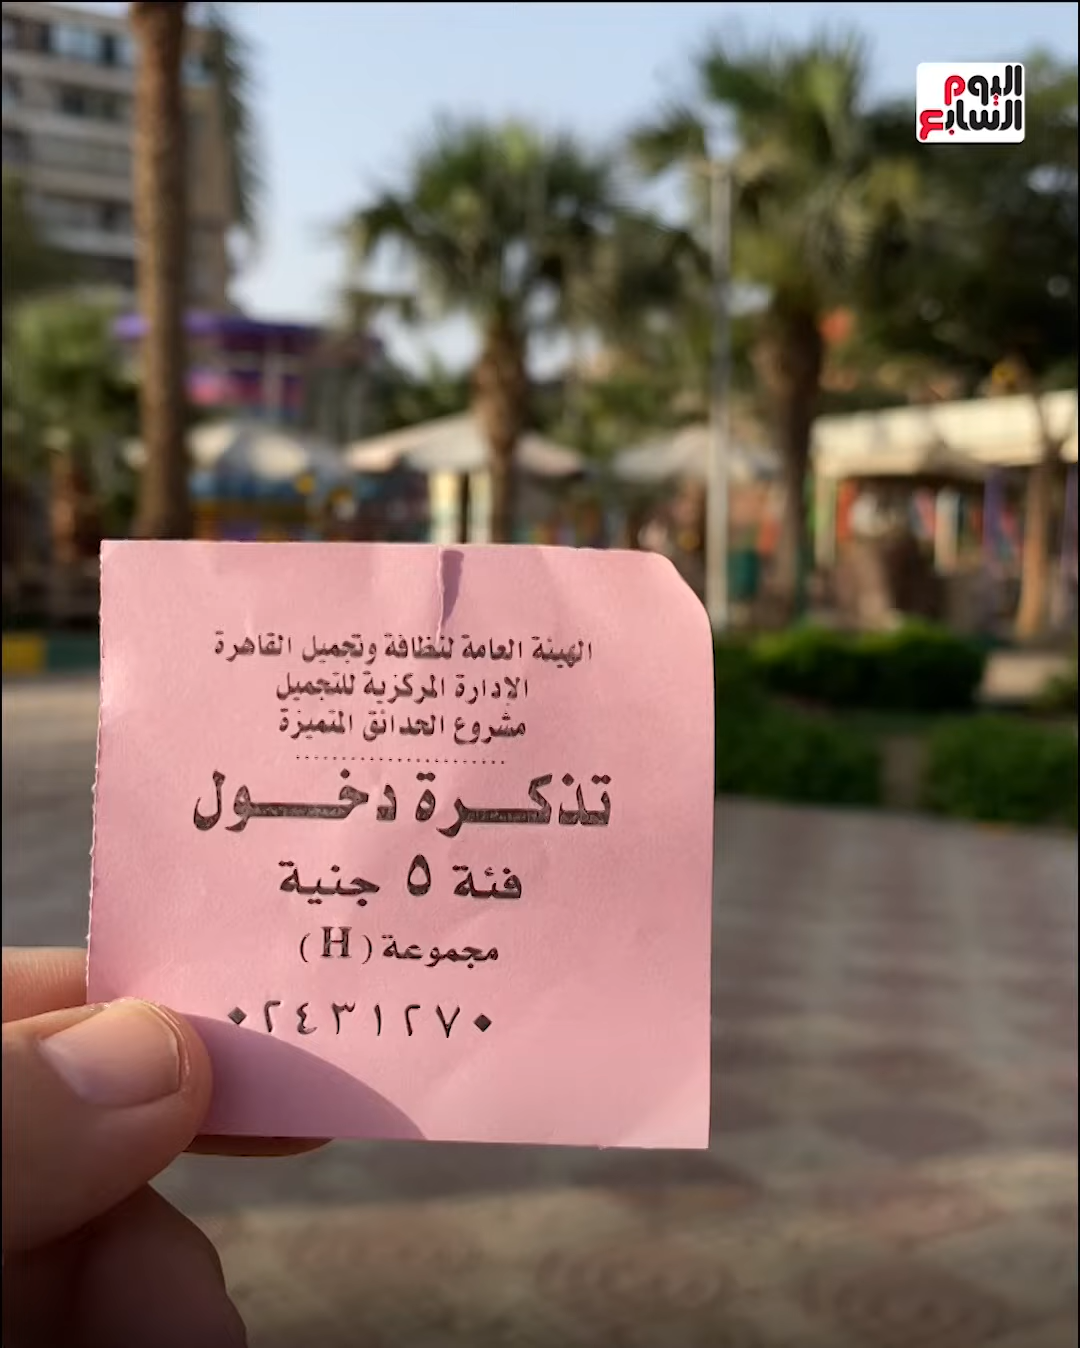 اليوم
السابع
الهيئة العامة لنظافة وتجميل القاهرة
الادارة المركزية للتجميل
مشروع الحدائق المتميزة
تذكرة دخول
فئة ٥ جنية
مجموعة ( H )
٠٢٤٣١٢٧٠